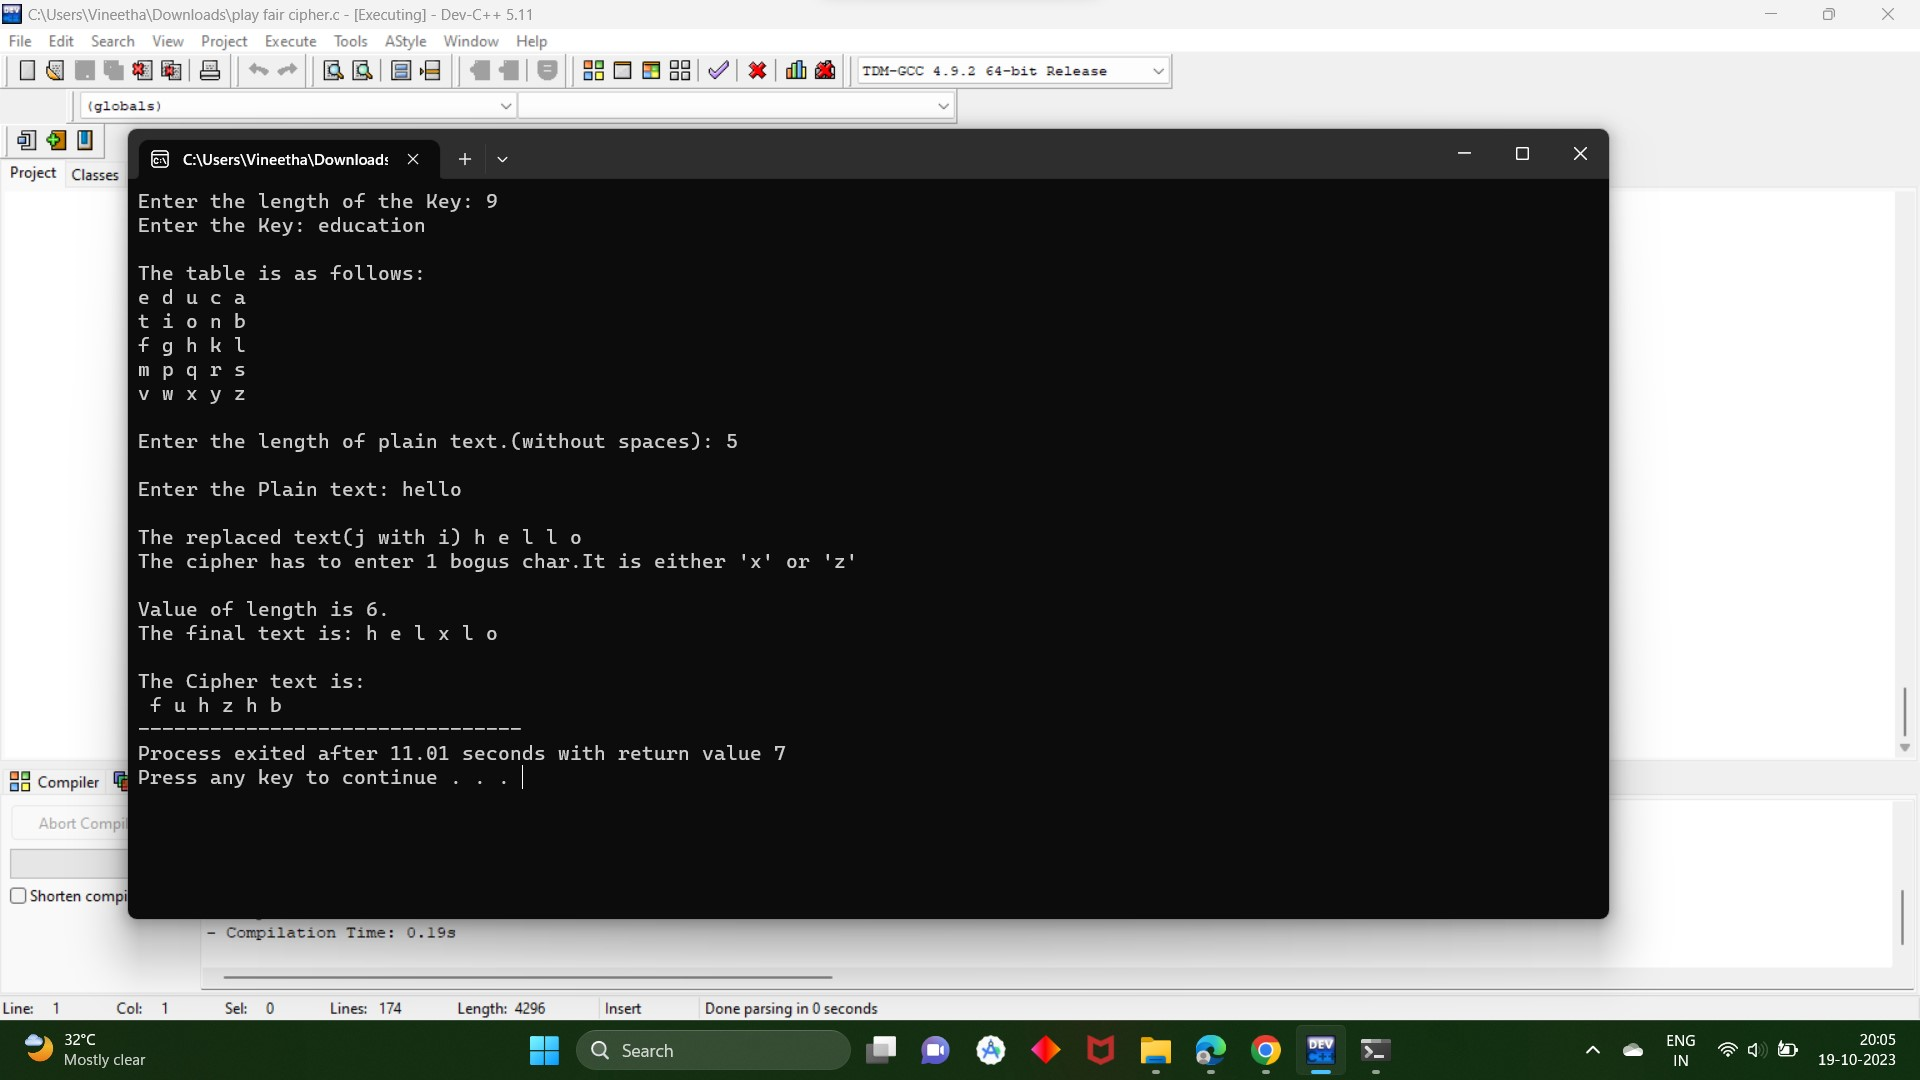 C:\Users\Vineetha\Downloads\play fair cipher.c - [Executing] - Dev-C++ 5.11
File Edit Search View Project Execute Tools AStyle Window Help
TDM-GCC 4.9.2 64-bit Release
(globals)
Project Classes
C:\Users\Vineetha\Downloads
Enter the length of the Key: 9
Enter the Key: education
The table is as follows:
e d u c a
t i o n b
f g h k l
m p q r s
v w x y z
Enter the length of plain text.(without spaces): 5
Enter the Plain text: hello
The replaced text(j with i) h e l l o
The cipher has to enter 1 bogus char.It is either 'x' or 'z'
Value of length is 6.
The final text is: h e l x l o
The Cipher text is:
f u h z h b
--------------------------------
Process exited after 11.01 seconds with return value 7
Press any key to continue . . .
Compiler
Abort Compil
Shorten compi
- Compilation Time: 0.19s
Line: 1 Col: 1 Sel: 0 Lines: 174 Length: 4296 Insert Done parsing in 0 seconds
32°C
Mostly clear
Search
DEV
ENG
IN
20:05
19-10-2023